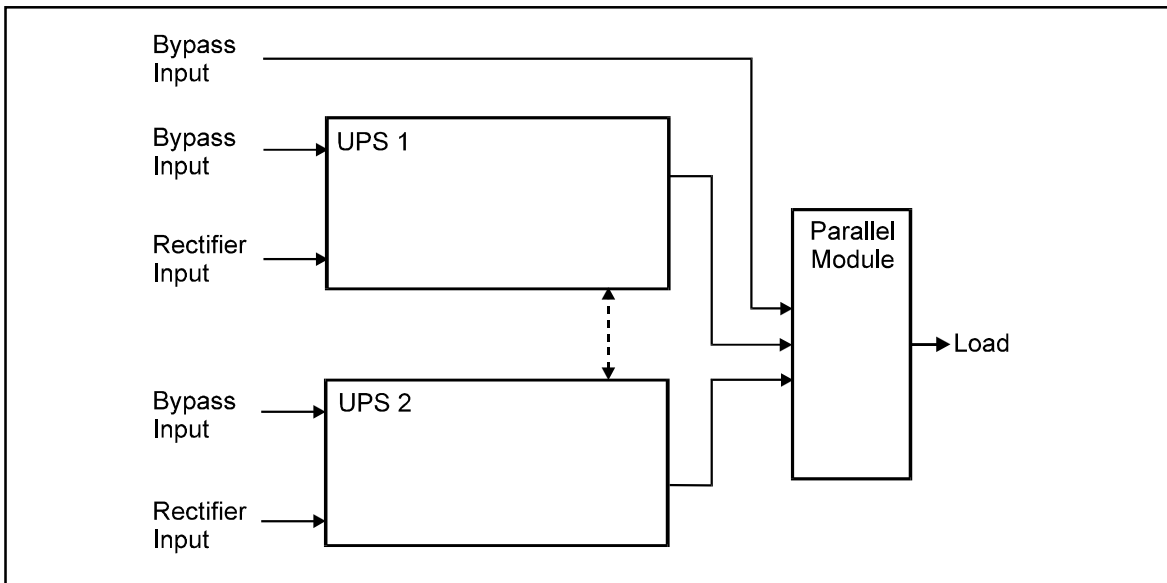 Bypass
Input
Bypass
Input
UPS 1
Rectifier
Input
Parallel
Module
Load
Bypass
Input
UPS 2
Rectifier
Input